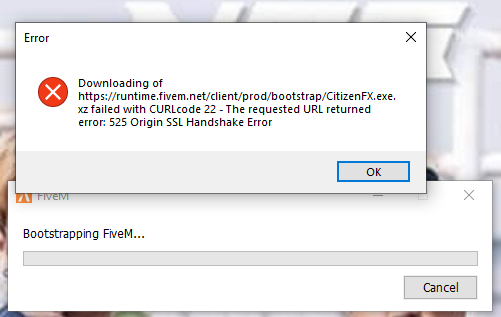 Error
Downloading of
https://runtime.fivem.net/client/prod/bootstrap/CitizenFX.exe.
xz failed with CURLcode 22 - The requested URL returned
error: 525 Origin SSL Handshake Error
OK
FiveM
Bootstrapping FiveM...
Cancel